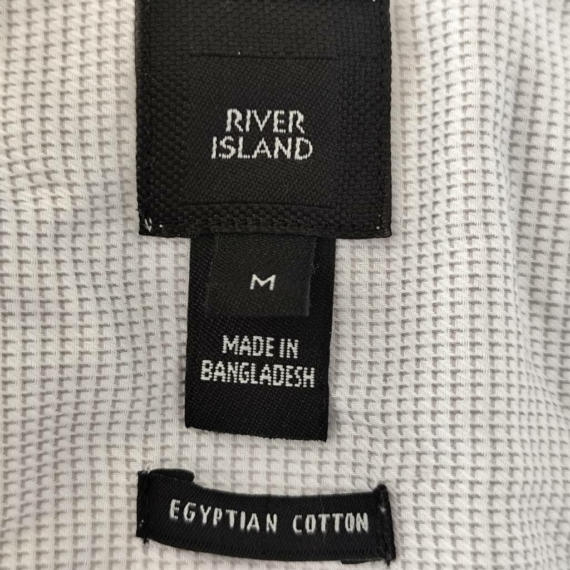 RIVER
ISLAND
M
MADE IN
BANGLADESH
EGYPTIAN COTTON